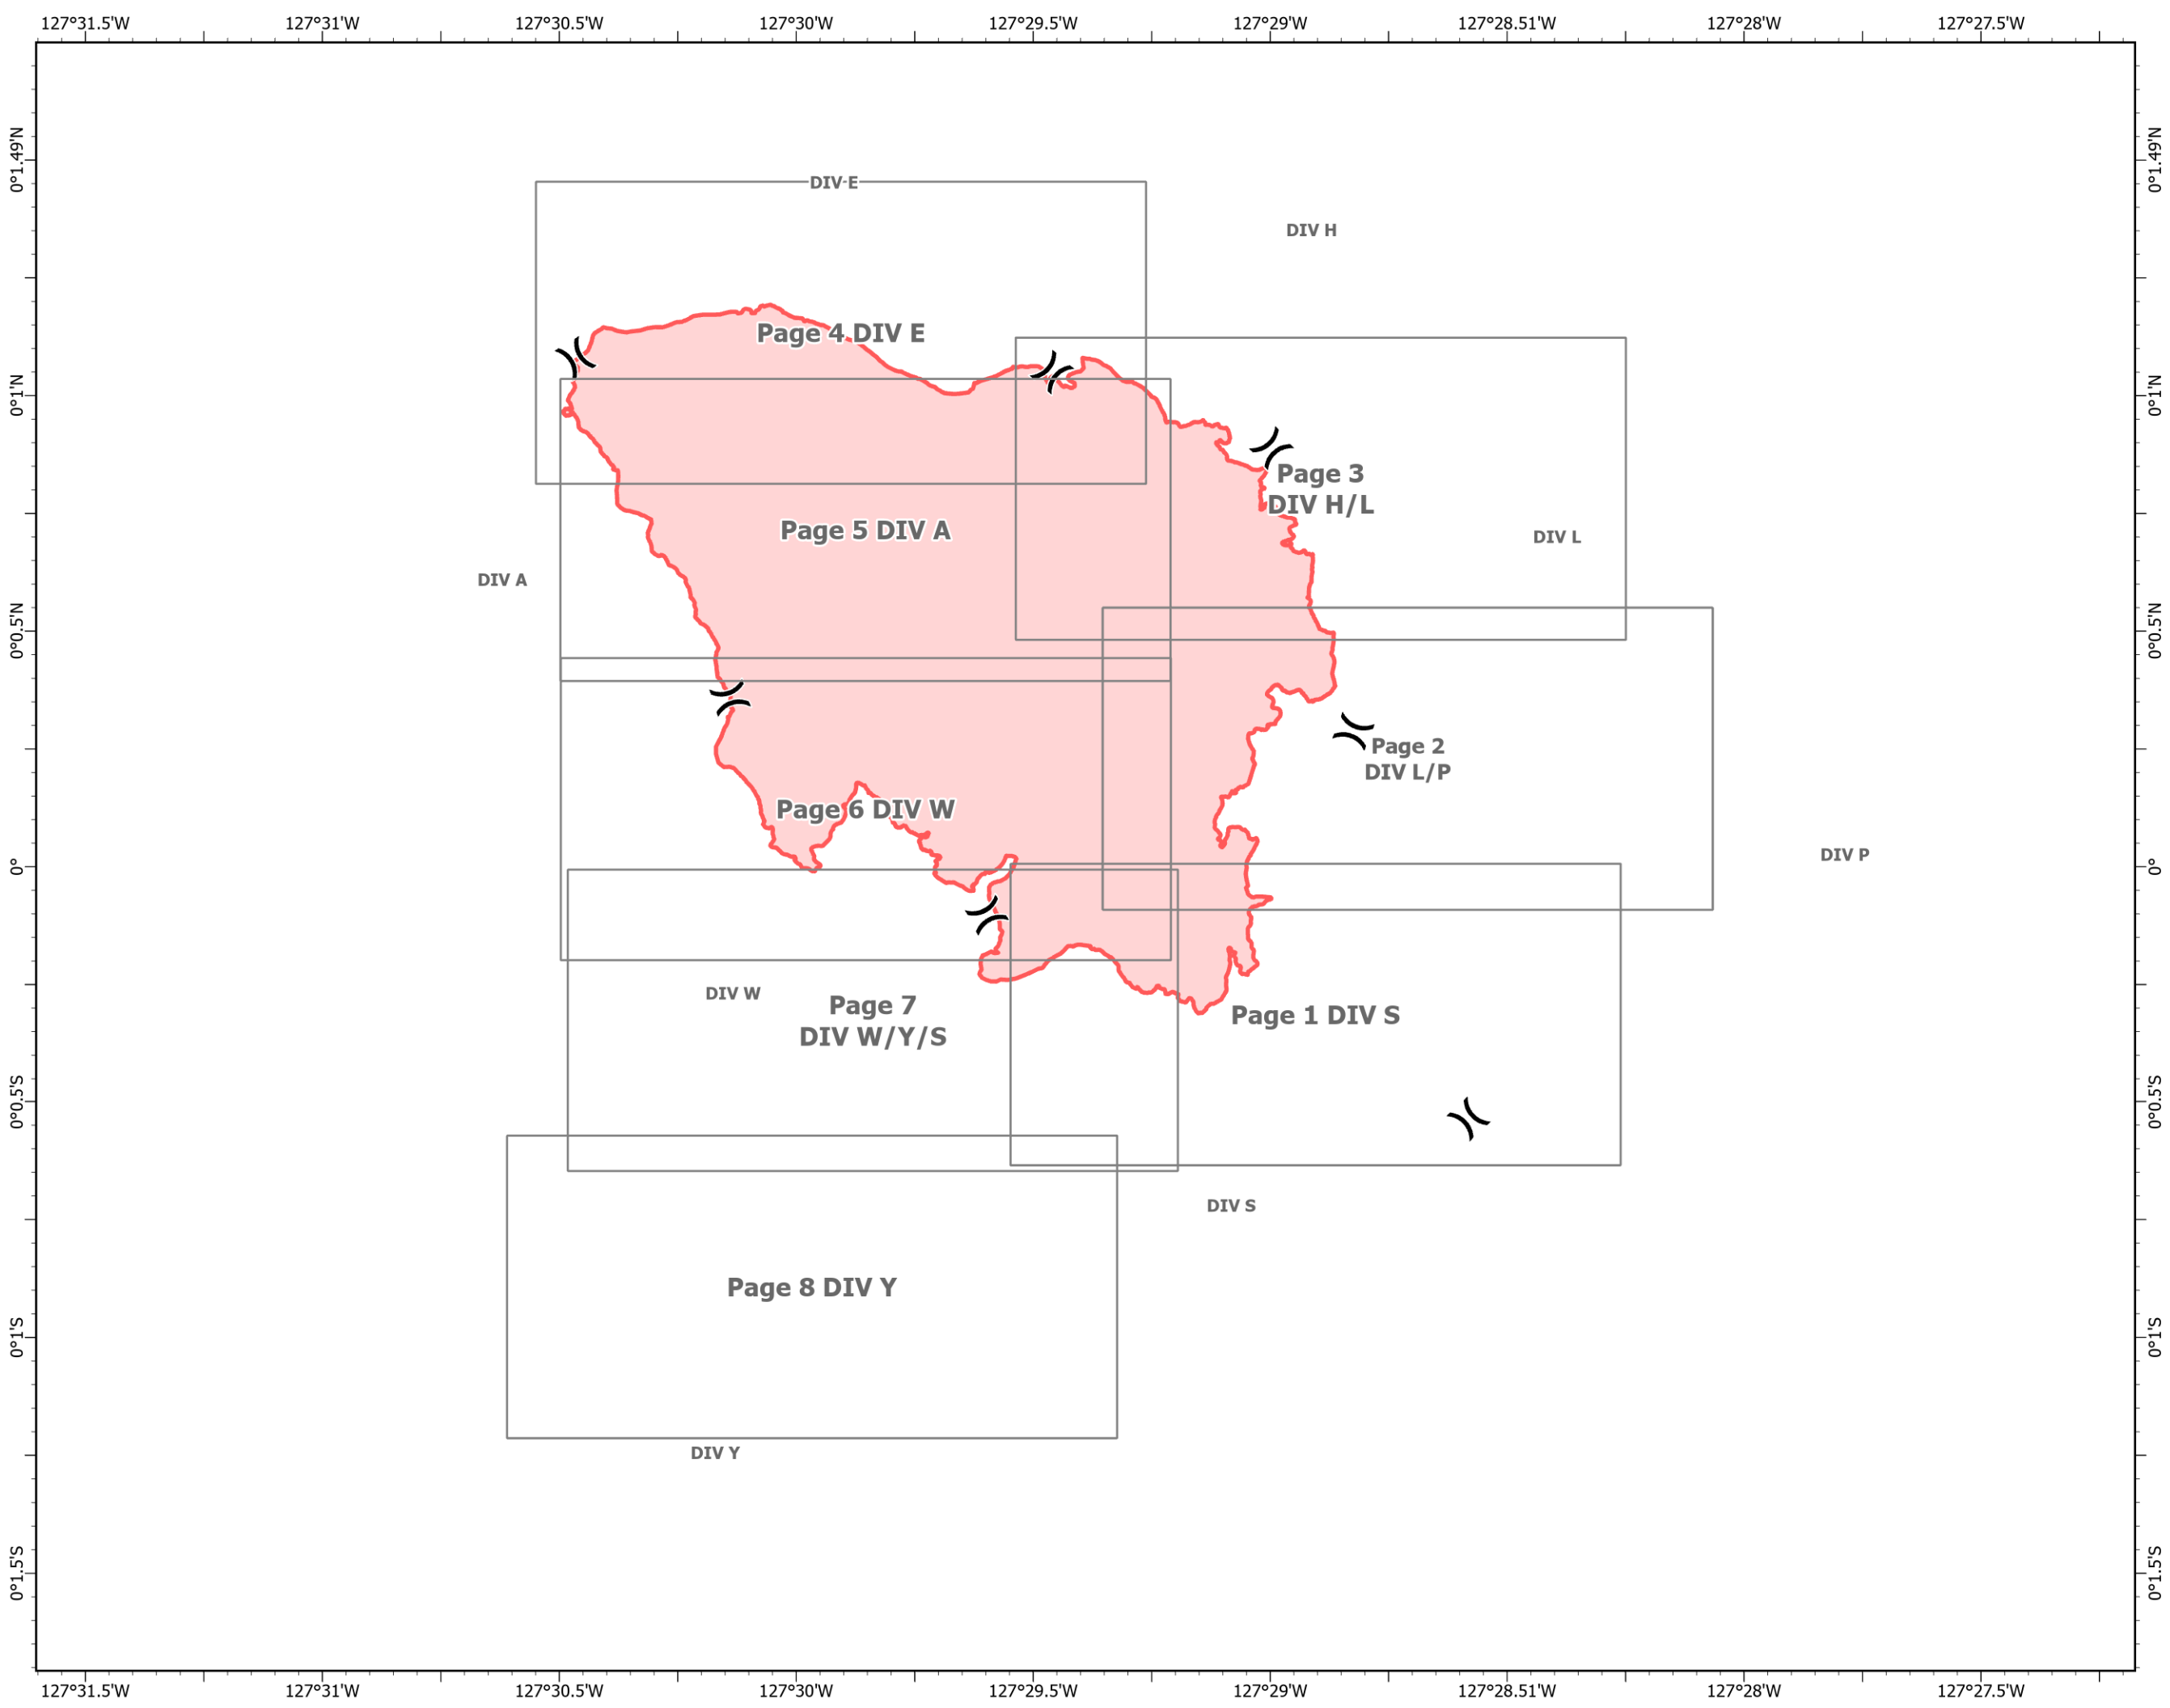 127°31.5'W 127°31'W 127°30.5'W 127°30'W 127°29.5'W 127°29'W 127°28.51'W 127°28'W 127°27.5'W
0°1.49'N
0°1.49'N
DIV E
DIV H
Page 4 DIV E
0°1'N
0°1'N
Page 3
DIV H/L
Page 5 DIV A
DIV L
DIV A
0°0.5'N
0°0.5'N
Page 2
DIV L/P
Page 6 DIV W
DIV P
0°
0°
DIV W
Page 7
DIV W/Y/S
Page 1 DIV S
0°0.5'S
0°0.5'S
DIV S
Page 8 DIV Y
0°1'S
0°1'S
DIV Y
0°1.5'S
0°1.5'S
127°31.5'W 127°31'W 127°30.5'W 127°30'W 127°29.5'W 127°29'W 127°28.51'W 127°28'W 127°27.5'W